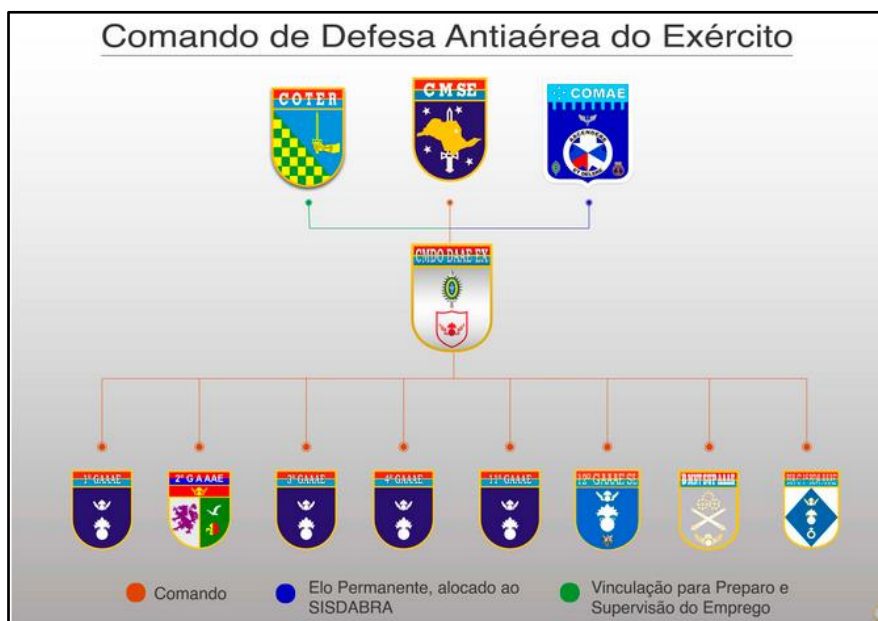 Comando de Defesa Antiaérea do Exército
COTER
CMSE
COMAE
ASCENDERE
CMDO DAAE EX
1º GAAAE
2º G A AAE
3º GAAAE
4º GAAAE
11º GAAAE
12º GAAAE SL
Comando
Elo Permanente, alocado ao
SISDABRA
Vinculação para Preparo e
Supervisão do Emprego